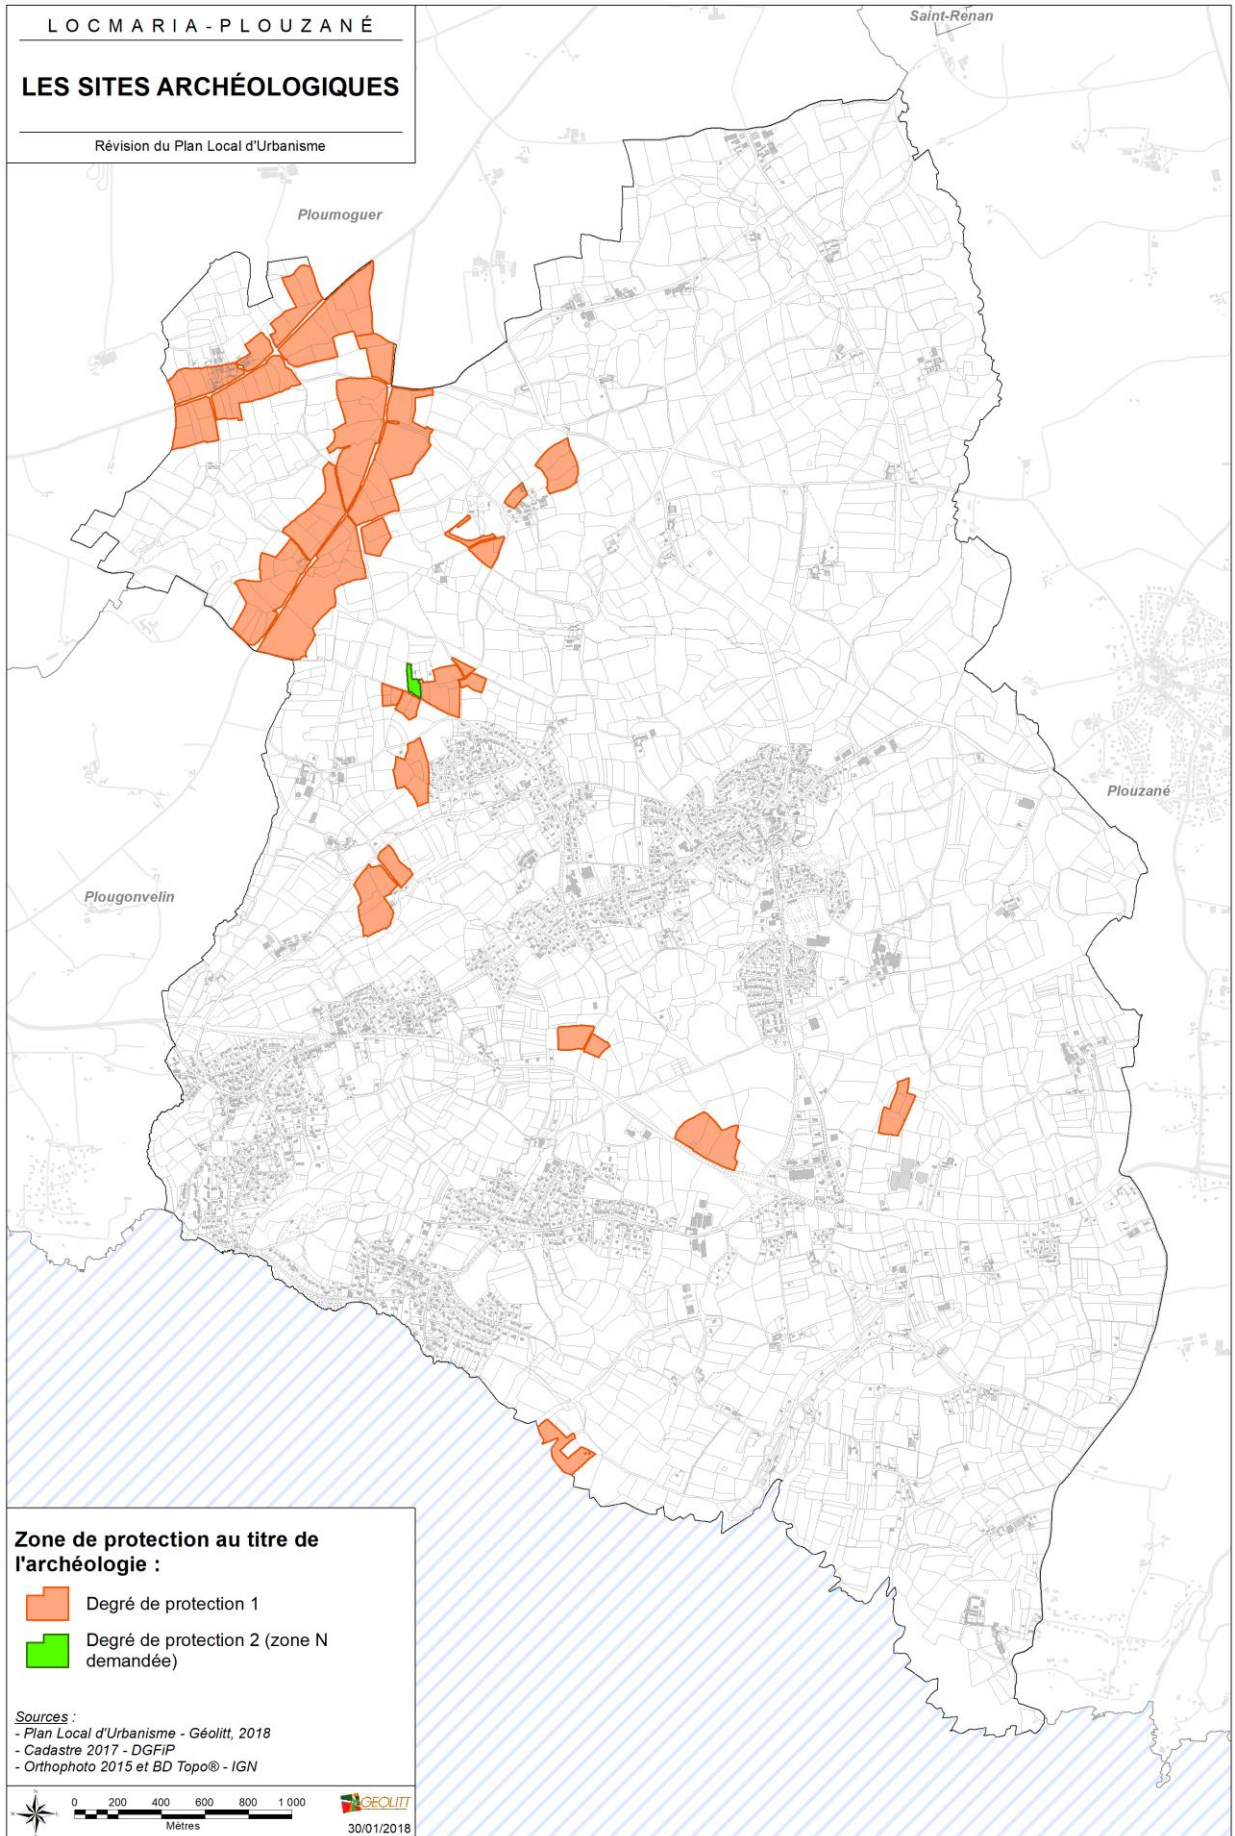 LOCMARIA-PLOUZANÉ
LES SITES ARCHÉOLOGIQUES
Révision du Plan Local d'Urbanisme
Saint-Renan
Ploumoguer
Plouzané
Plougonvelin
Zone de protection au titre de
l'archéologie :
Degré de protection 1
Degré de protection 2 (zone N
demandée)
Sources :
- Plan Local d'Urbanisme - Géolitt, 2018
- Cadastre 2017 - DGFiP
- Orthophoto 2015 et BD Topo® - IGN
0 200 400 600 800 1 000
Mètres
GEOLITT
30/01/2018